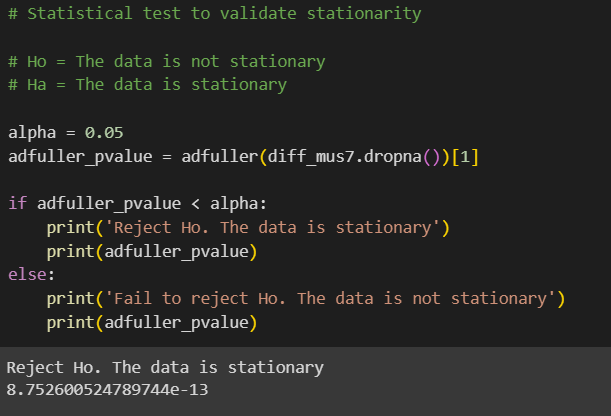 # Statistical test to validate stationarity
# Ho = The data is not stationary
# Ha = The data is stationary
alpha = 0.05
adfuller_pvalue = adfuller(diff_mus7.dropna())[1]
if adfuller_pvalue < alpha:
    print('Reject Ho. The data is stationary')
    print(adfuller_pvalue)
else:
    print('Fail to reject Ho. The data is not stationary')
    print(adfuller_pvalue)
Reject Ho. The data is stationary
8.752600524789744e-13